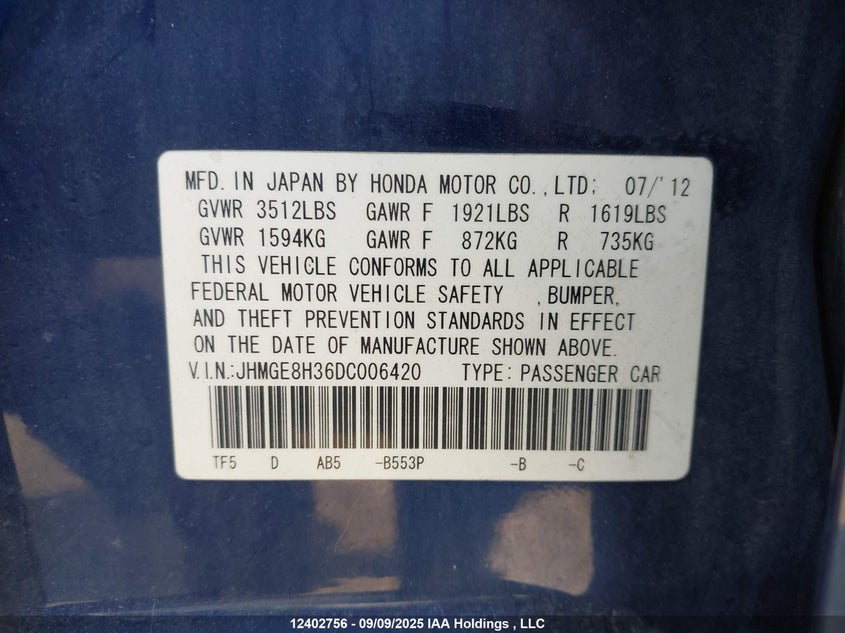 MFD. IN JAPAN BY HONDA MOTOR CO.,LTD; 07/'12
GVWR 3512LBS GAWR F 1921LBS R 1619LBS
GVWR 1594KG GAWR F 872KG R 735KG
THIS VEHICLE CONFORMS TO ALL APPLICABLE
FEDERAL MOTOR VEHICLE SAFETY , BUMPER,
AND THEFT PREVENTION STANDARDS IN EFFECT
ON THE DATE OF MANUFACTURE SHOWN ABOVE.
V.I.N.:JHMGE8H36DC006420 TYPE: PASSENGER CAR
TF5 D AB5 -B553P -B -C
12402756 - 09/09/2025 IAA Holdings , LLC